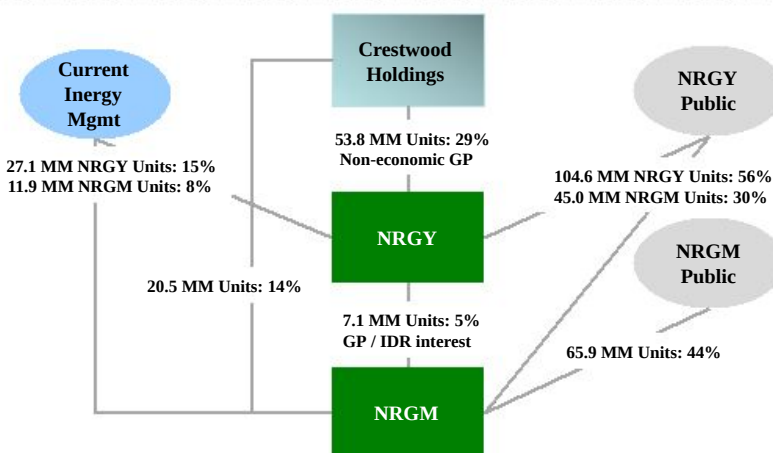 Current
Inergy
Mgmt
Crestwood
Holdings
NRGY
Public
27.1 MM NRGY Units: 15%
11.9 MM NRGM Units: 8%
53.8 MM Units: 29%
Non-economic GP
104.6 MM NRGY Units: 56%
45.0 MM NRGM Units: 30%
NRGY
NRGM
Public
20.5 MM Units: 14%
7.1 MM Units: 5%
GP / IDR interest
65.9 MM Units: 44%
NRGM